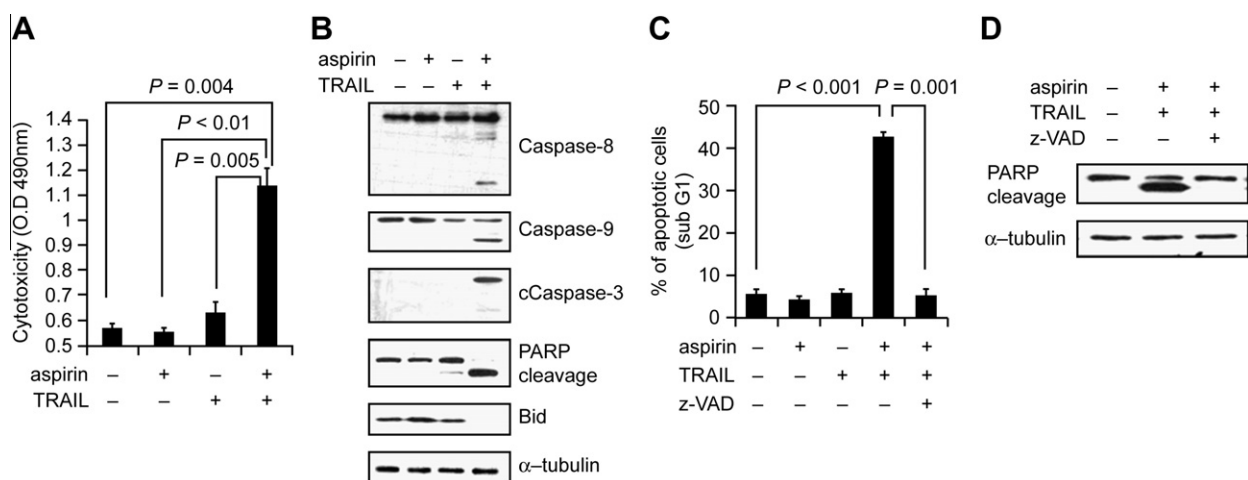 A
P = 0.004
P < 0.01
P = 0.005
Cytotoxicity (O.D 490nm)
1.4
1.3
1.2
1.1
1
0.9
0.8
0.7
0.6
0.5
aspirin – + – +
TRAIL – – + +
B
aspirin – + – +
TRAIL – – + +
Caspase-8
Caspase-9
cCaspase-3
PARP
cleavage
Bid
α–tubulin
C
P < 0.001 P = 0.001
% of apoptotic cells
(sub G1)
50
40
30
20
10
0
aspirin – + – + +
TRAIL – – + + +
z-VAD – – – – +
D
aspirin – + +
TRAIL – + +
z-VAD – – +
PARP
cleavage
α–tubulin